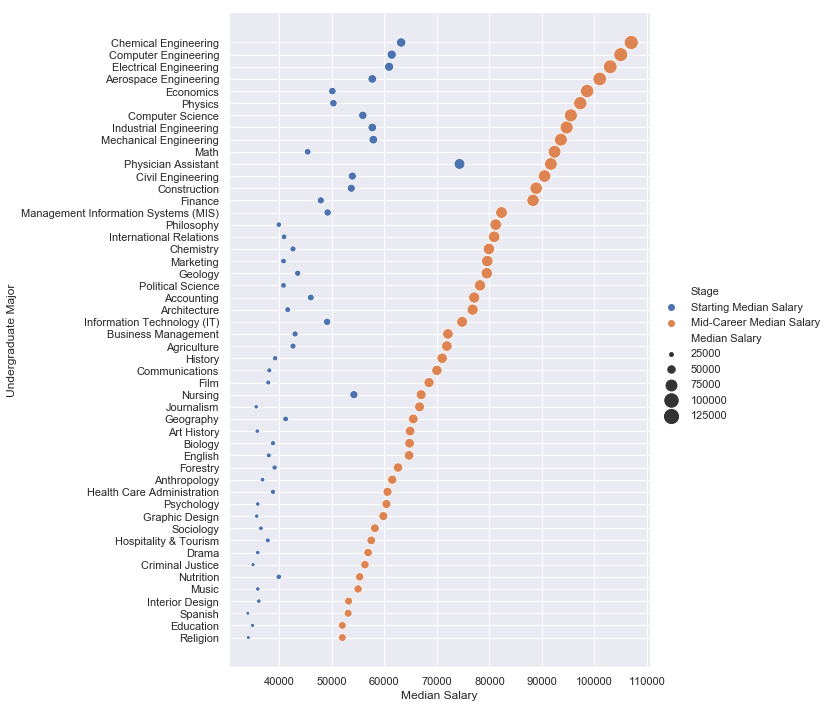 Chemical Engineering
Computer Engineering
Electrical Engineering
Aerospace Engineering
Economics
Physics
Computer Science
Industrial Engineering
Mechanical Engineering
Math
Physician Assistant
Civil Engineering
Construction
Finance
Management Information Systems (MIS)
Philosophy
International Relations
Chemistry
Marketing
Geology
Political Science
Accounting
Architecture
Information Technology (IT)
Business Management
Agriculture
History
Communications
Film
Nursing
Journalism
Geography
Art History
Biology
English
Forestry
Anthropology
Health Care Administration
Psychology
Graphic Design
Sociology
Hospitality & Tourism
Drama
Criminal Justice
Nutrition
Music
Interior Design
Spanish
Education
Religion
Undergraduate Major
40000 50000 60000 70000 80000 90000 100000 110000
Median Salary
Stage
Starting Median Salary
Mid-Career Median Salary
Median Salary
25000
50000
75000
100000
125000